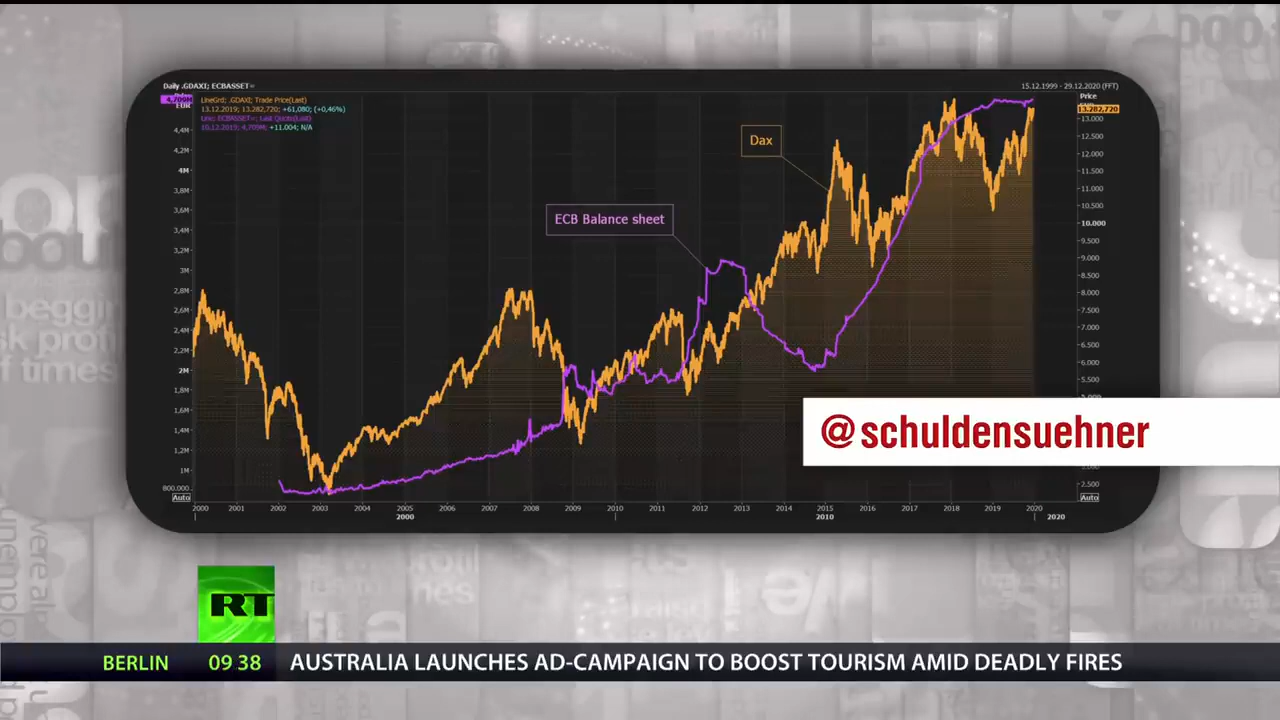 Daily .GDAXI; ECBASSET=
15.12.1999 - 29.12.2020 (FFT)
4,709M
Price
EUR
LineGrd; .GDAXI; Trade Price(Last)
13.12.2019; 13.282,720; +61,080; (+0,46%)
Line; ECBASSET=; Last Quote(Last)
10.12.2019; 4,709M; +11.004; N/A
13.282,720
4,4M
4,2M
4M
3,8M
3,6M
3,4M
3,2M
3M
2,8M
2,6M
2,4M
2,2M
2M
1,8M
1,6M
1,4M
1,2M
1M
800.000
Auto
Dax
ECB Balance sheet
13.000
12.500
12.000
11.500
11.000
10.500
10.000
9.500
9.000
8.500
8.000
7.500
7.000
6.500
6.000
5.500
2.500
Auto
@schuldensuehner
2000 2001 2002 2003 2004 2005 2006 2007 2008 2009 2010 2011 2012 2013 2014 2015 2016 2017 2018 2019 2020
2000 2010 2020
RT
BERLIN 09 38 AUSTRALIA LAUNCHES AD-CAMPAIGN TO BOOST TOURISM AMID DEADLY FIRES